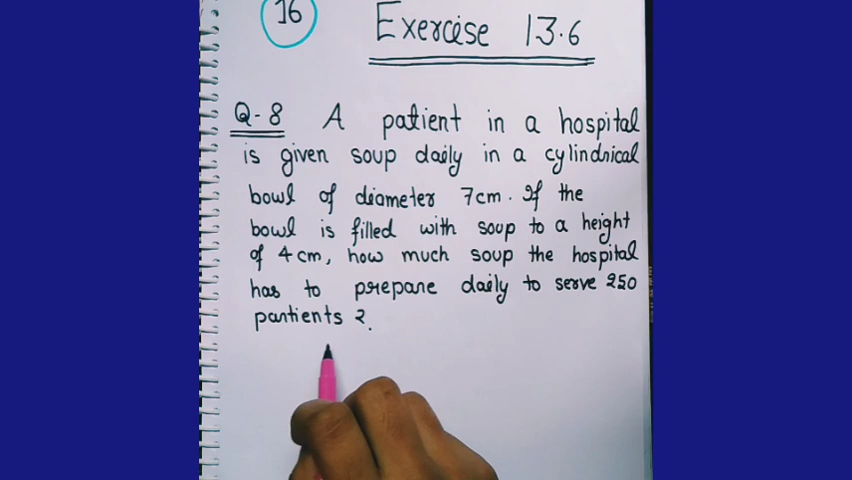 16
Exercise 13.6
Q-8 A patient in a hospital
is given soup daily in a cylindrical
bowl of diameter 7cm. If the
bowl is filled with soup to a height
of 4 cm, how much soup the hospital
has to prepare daily to serve 250
pantients ?